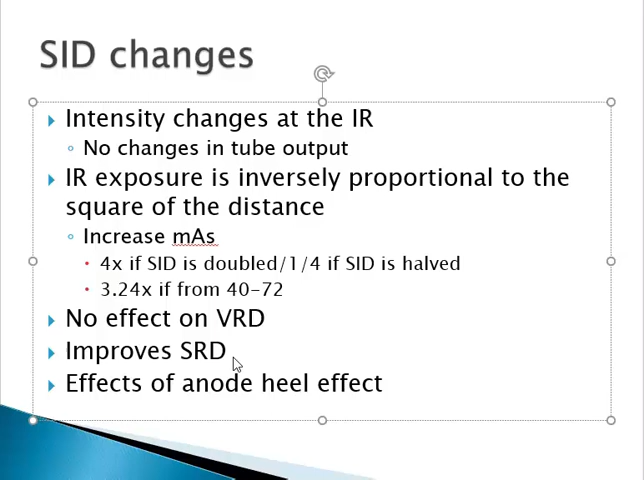 SID changes
Intensity changes at the IR
No changes in tube output
IR exposure is inversely proportional to the
square of the distance
Increase mAs
4x if SID is doubled/1/4 if SID is halved
3.24x if from 40-72
No effect on VRD
Improves SRD
Effects of anode heel effect